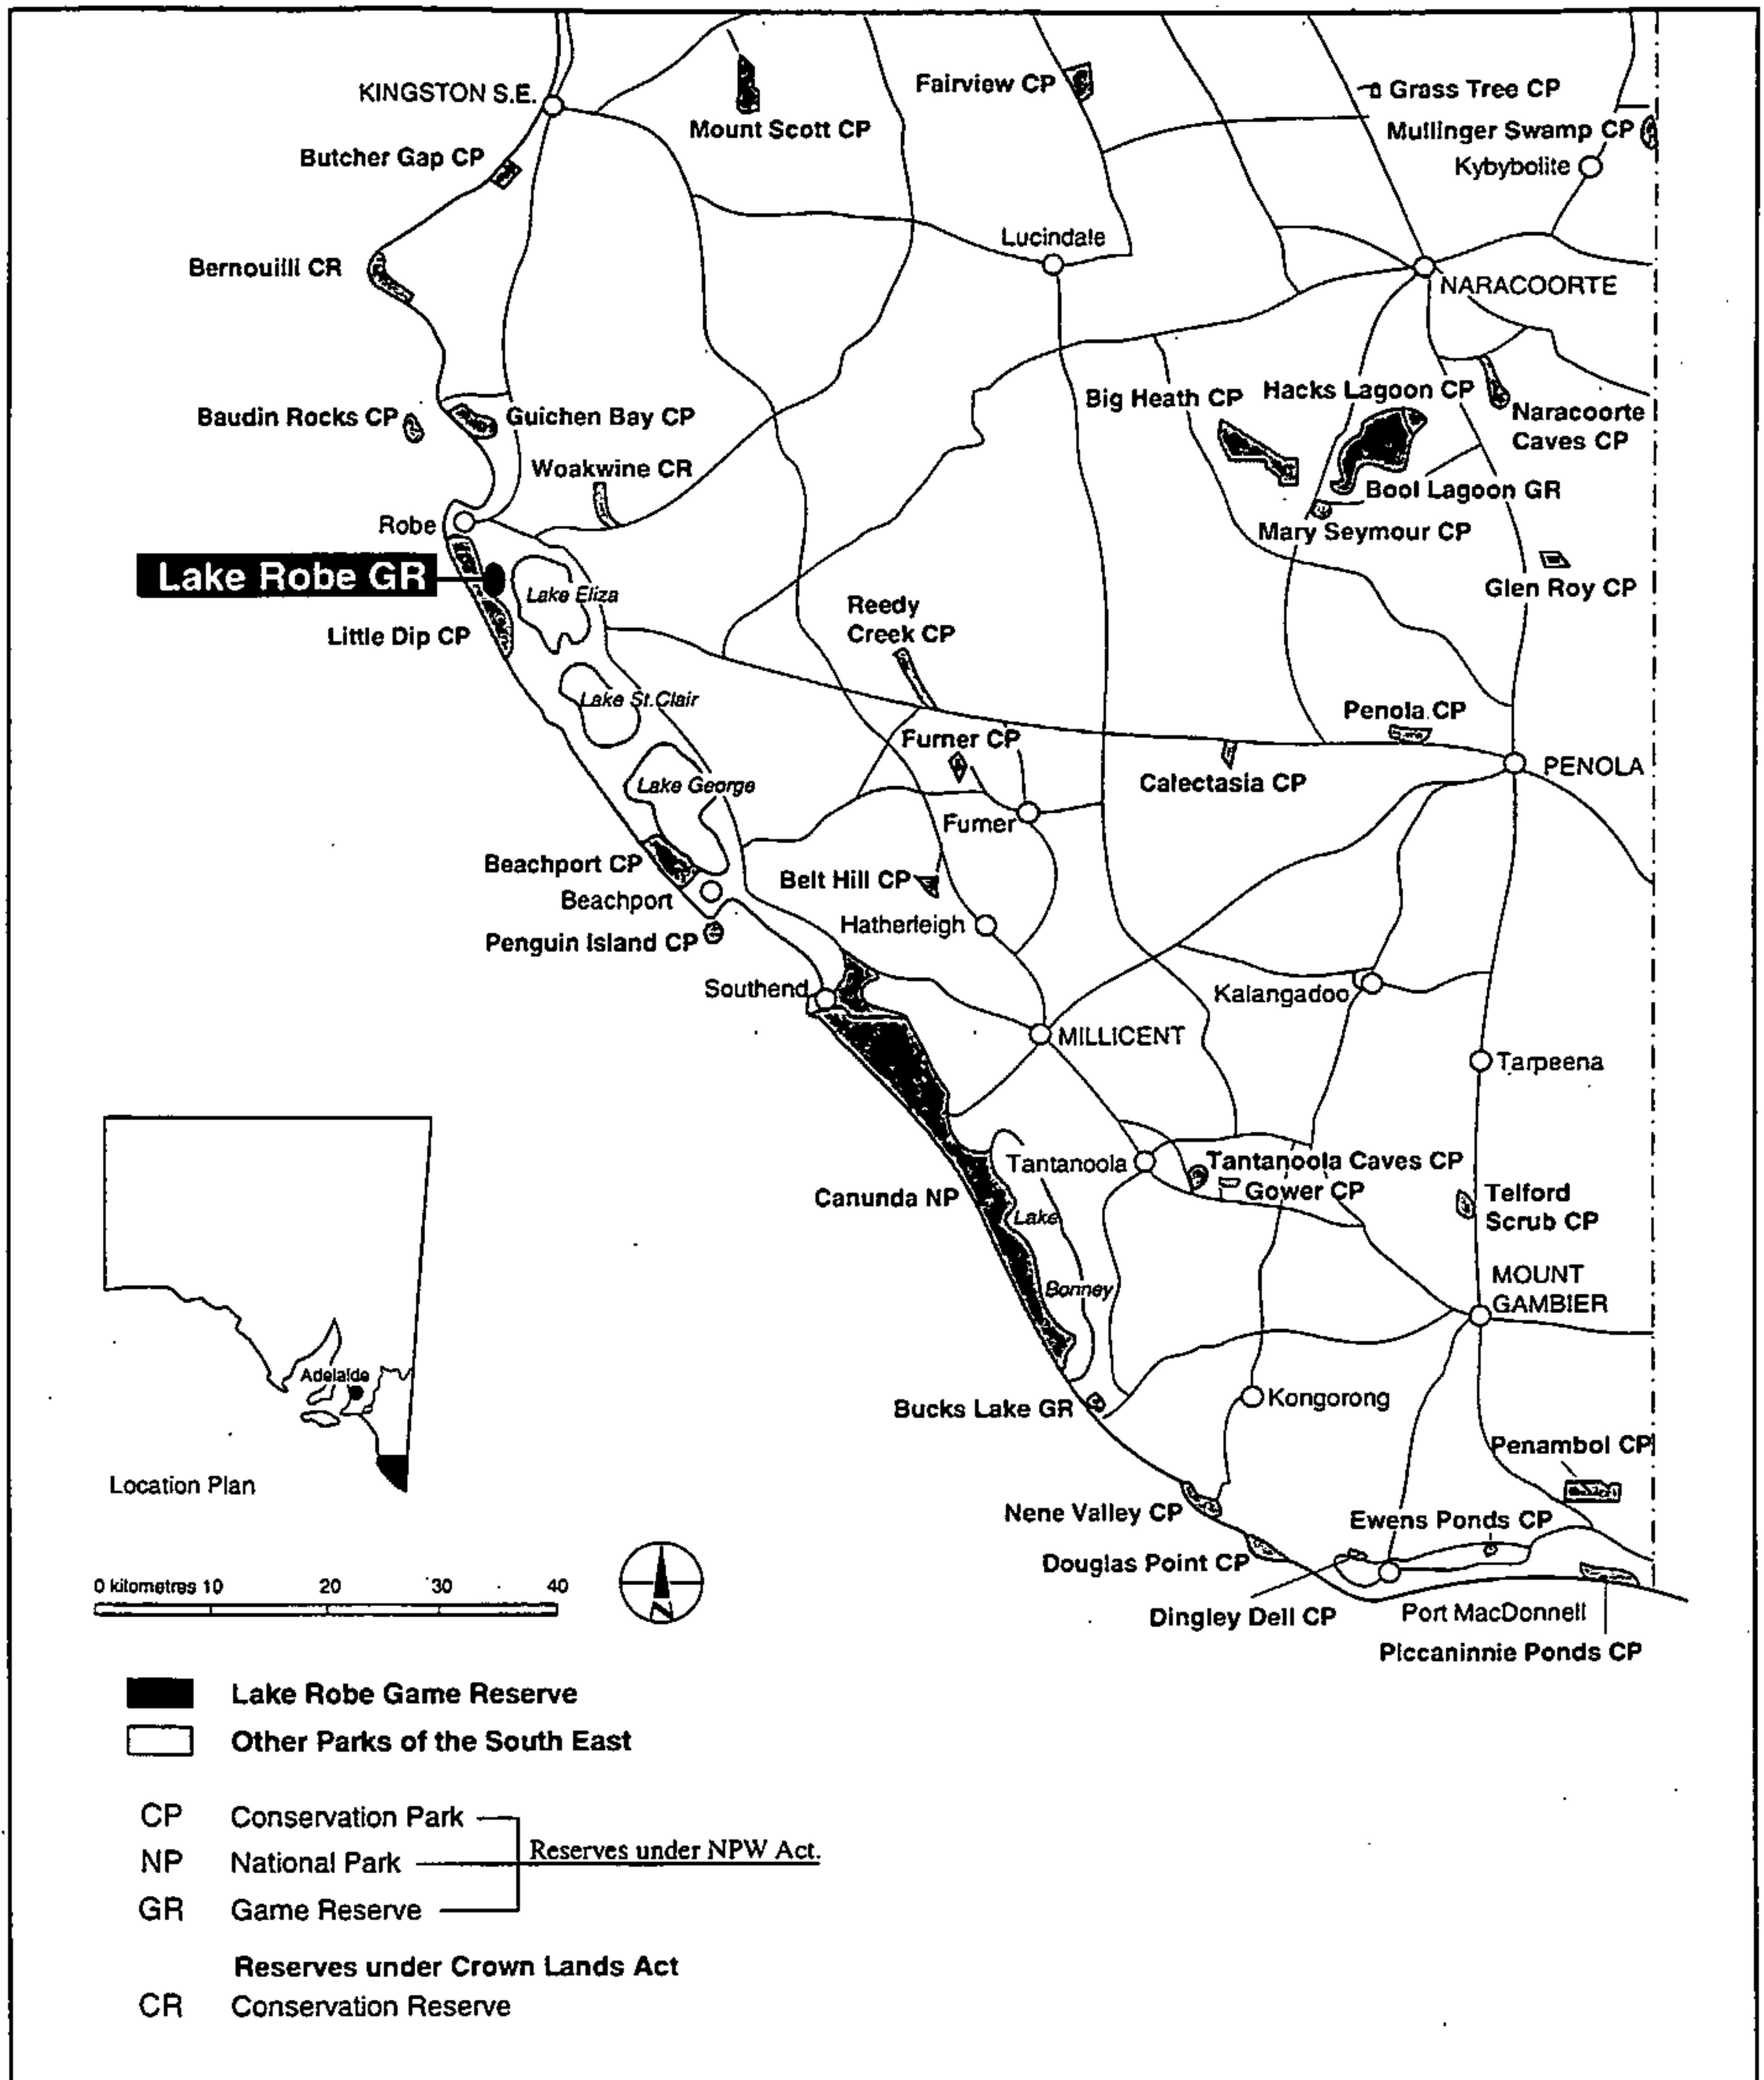 KINGSTON S.E.
Mount Scott CP
Fairview CP
Grass Tree CP
Mullinger Swamp CP
Kybybolite
Butcher Gap CP
Lucindale
Bernouilli CR
NARACOORTE
Baudin Rocks CP
Guichen Bay CP
Big Heath CP
Hacks Lagoon CP
Naracoorte
Caves CP
Woakwine CR
Bool Lagoon GR
Robe
Mary Seymour CP
Lake Robe GR
Lake Eliza
Glen Roy CP
Reedy
Creek CP
Little Dip CP
Lake St.Clair
Penola CP
Furner CP
PENOLA
Lake George
Calectasia CP
Furner
Beachport CP
Belt Hill CP
Beachport
Hatherleigh
Penguin Island CP
Southend
Kalangadoo
MILLICENT
Tarpeena
Tantanoola
Tantanoola Caves CP
Gower CP
Canunda NP
Telford
Scrub CP
Lake
Bonney
MOUNT
GAMBIER
Adelaide
Bucks Lake GR
Kongorong
Location Plan
Penambol CP
Nene Valley CP
Ewens Ponds CP
Douglas Point CP
0 kilometres 10 20 30 40
N
Dingley Dell CP
Port MacDonnell
Piccaninnie Ponds CP
Lake Robe Game Reserve
Other Parks of the South East
CP Conservation Park
NP National Park
Reserves under NPW Act.
GR Game Reserve
Reserves under Crown Lands Act
CR Conservation Reserve